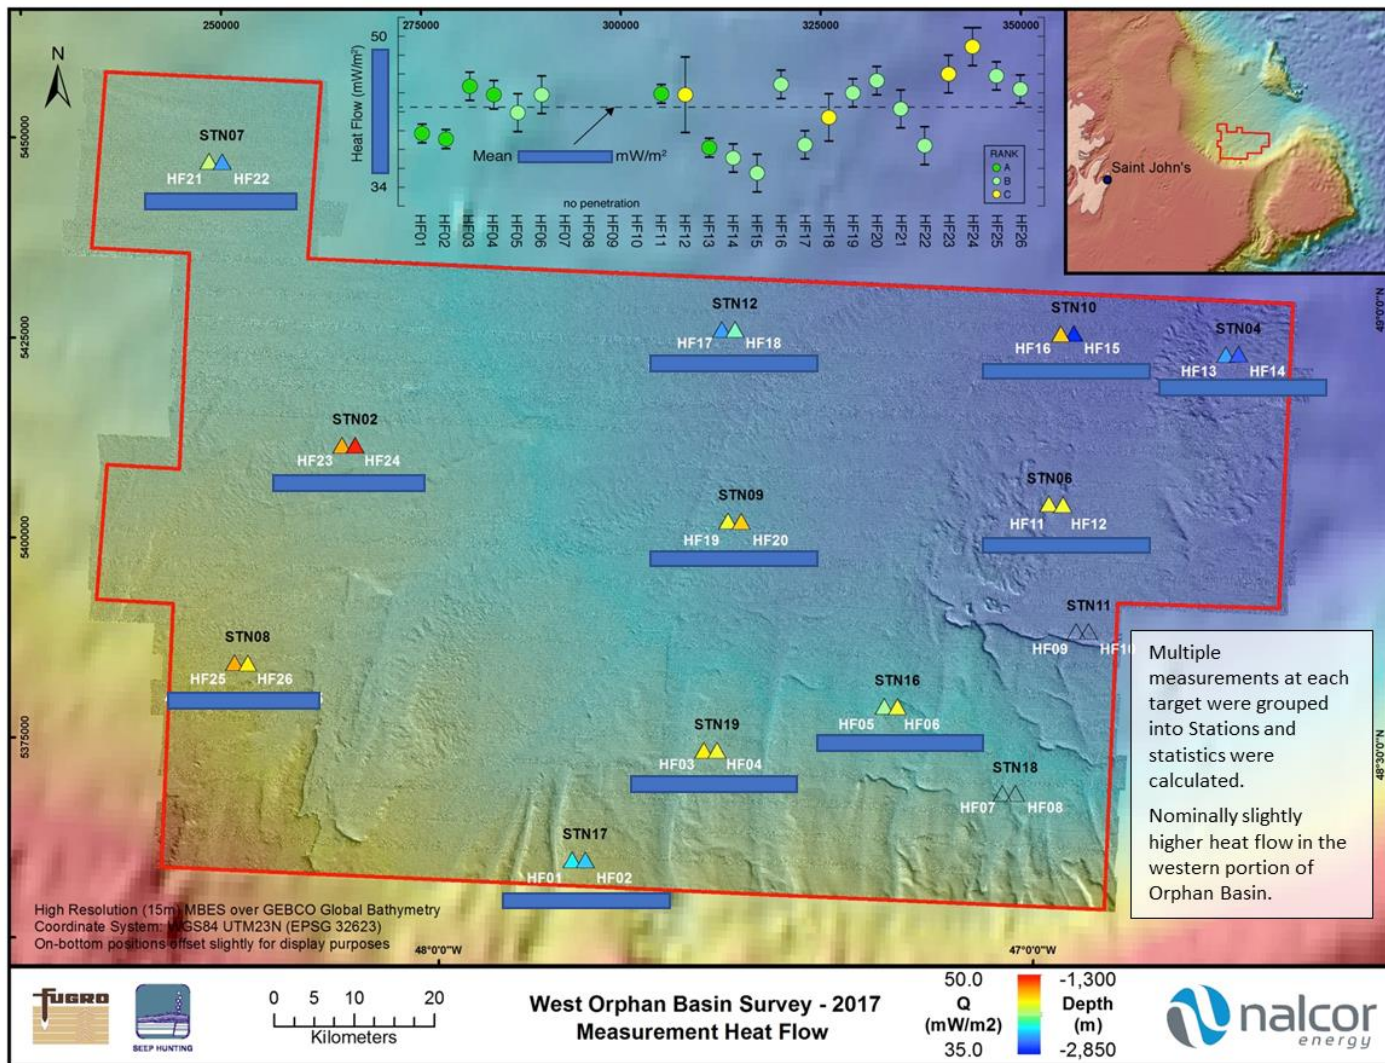 250000
275000
300000
325000
350000
N
50
Heat Flow (mW/m²)
34
Mean
mW/m²
no penetration
RANK
A
B
C
HF01
HF02
HF03
HF04
HF05
HF06
HF07
HF08
HF09
HF10
HF11
HF12
HF13
HF14
HF15
HF16
HF17
HF18
HF19
HF20
HF21
HF22
HF23
HF24
HF25
HF26
Saint John's
5450000
5425000
5400000
5375000
49°0'0"N
48°30'0"N
STN07
HF21 HF22
STN12
HF17 HF18
STN10
HF16 HF15
STN04
HF13 HF14
STN02
HF23 HF24
STN09
HF19 HF20
STN06
HF11 HF12
STN11
HF09 HF10
STN08
HF25 HF26
STN16
HF05 HF06
STN19
HF03 HF04
STN18
HF07 HF08
STN17
HF01 HF02
Multiple
measurements at each
target were grouped
into Stations and
statistics were
calculated.
Nominally slightly
higher heat flow in the
western portion of
Orphan Basin.
High Resolution (15m) MBES over GEBCO Global Bathymetry
Coordinate System: WGS84 UTM23N (EPSG 32623)
On-bottom positions offset slightly for display purposes
48°0'0"W
47°0'0"W
FUGRO
SEEP HUNTING
0 5 10 20
Kilometers
West Orphan Basin Survey - 2017
Measurement Heat Flow
50.0
Q
(mW/m2)
35.0
-1,300
Depth
(m)
-2,850
nalcor
energy